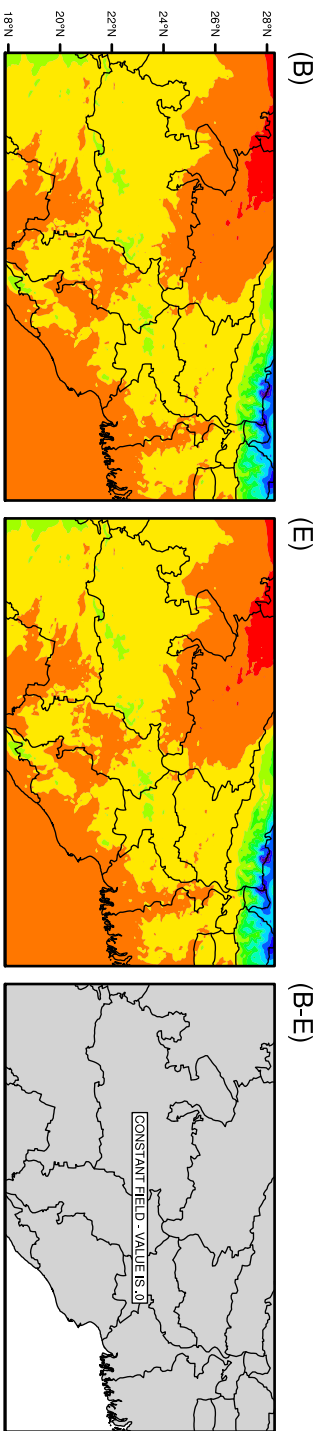 (B)
(E)
(B-E)
28°N
26°N
24°N
22°N
20°N
18°N
CONSTANT FIELD - VALUE IS .0